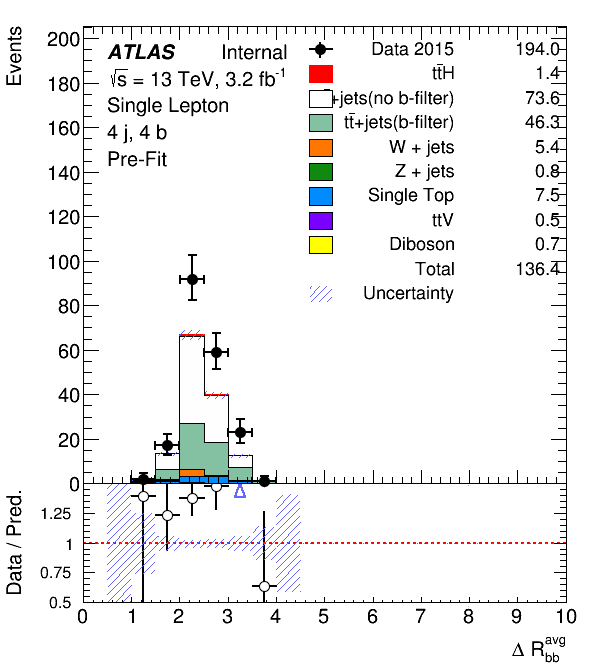 Events
200
180
160
140
120
100
80
60
40
20
0
ATLAS Internal
√s = 13 TeV, 3.2 fb-1
Single Lepton
4 j, 4 b
Pre-Fit
Data 2015 194.0
tt̄H 1.4
+jets(no b-filter) 73.6
tt̄+jets(b-filter) 46.3
W + jets 5.4
Z + jets 0.8
Single Top 7.5
ttV 0.5
Diboson 0.7
Total 136.4
Uncertainty
Data / Pred.
1.25
1
0.75
0.5
0 1 2 3 4 5 6 7 8 9 10
Δ R avg bb